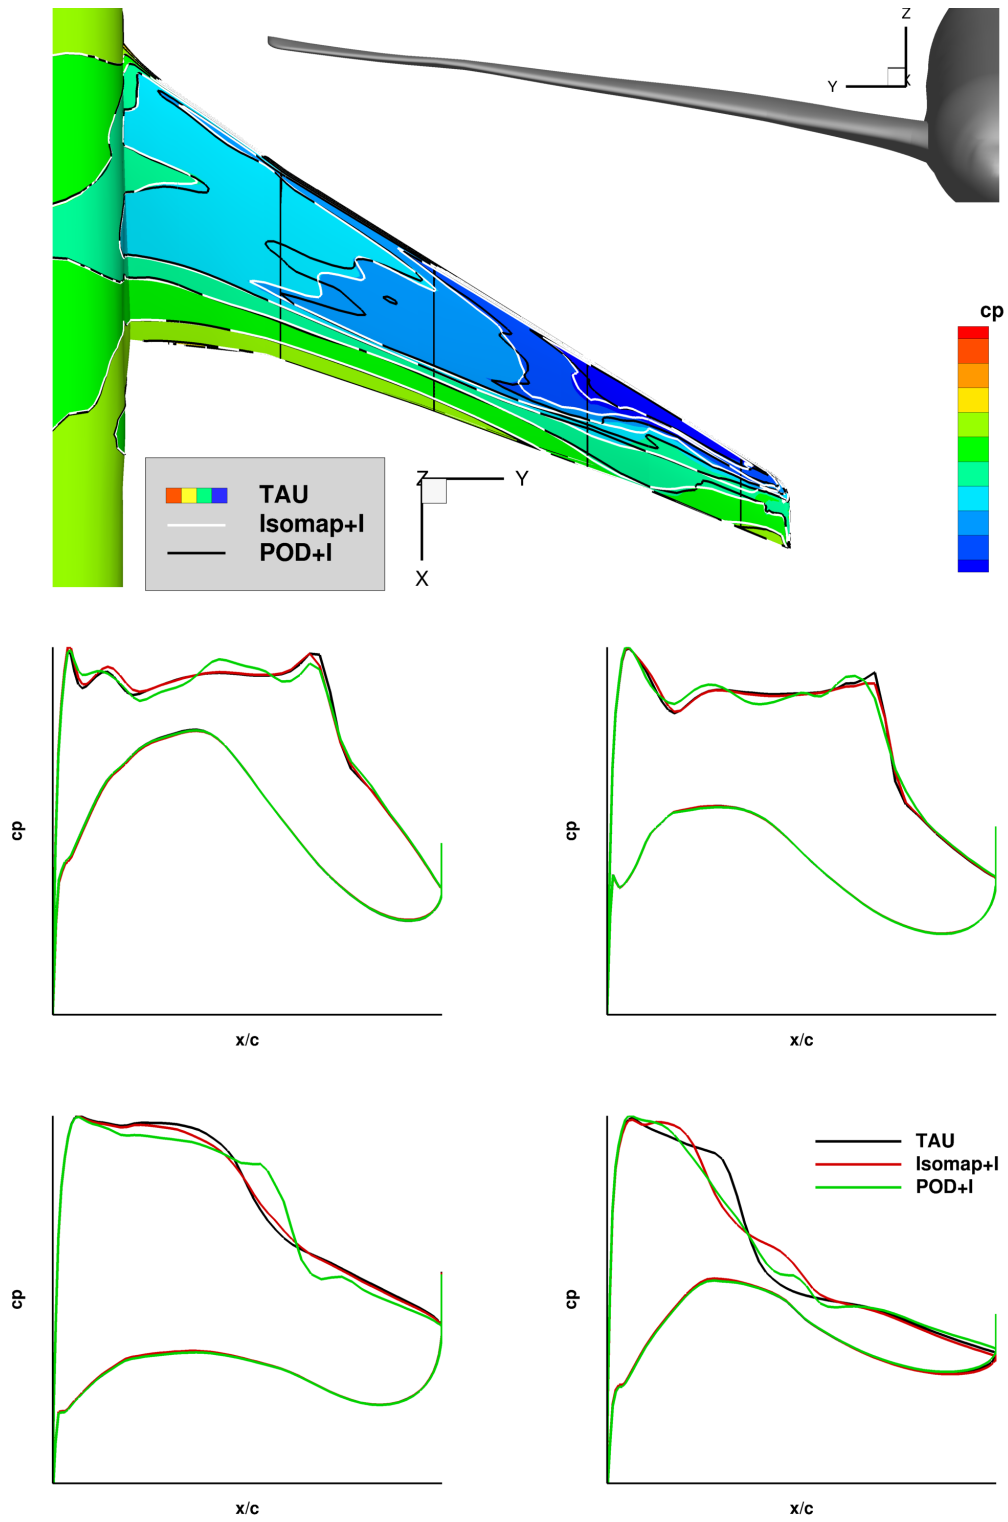 Z
Y
X
cp
Z
Y
X
TAU
Isomap+I
POD+I
cp
x/c
cp
x/c
TAU
Isomap+I
POD+I
cp
x/c
cp
x/c